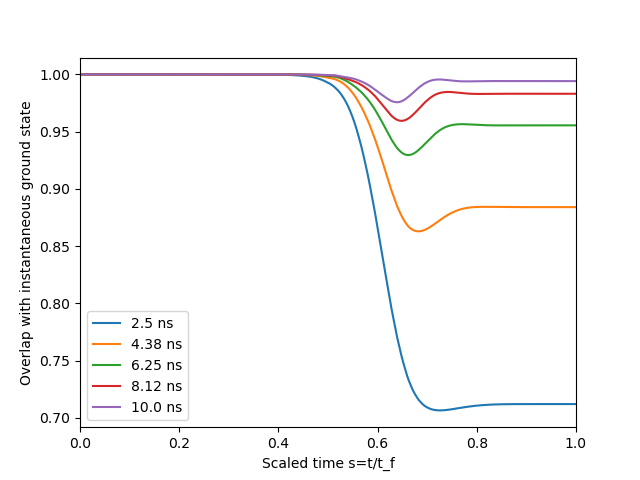 1.00
0.95
0.90
0.85
0.80
0.75
0.70
Overlap with instantaneous ground state
2.5 ns
4.38 ns
6.25 ns
8.12 ns
10.0 ns
0.0 0.2 0.4 0.6 0.8 1.0
Scaled time s=t/t_f